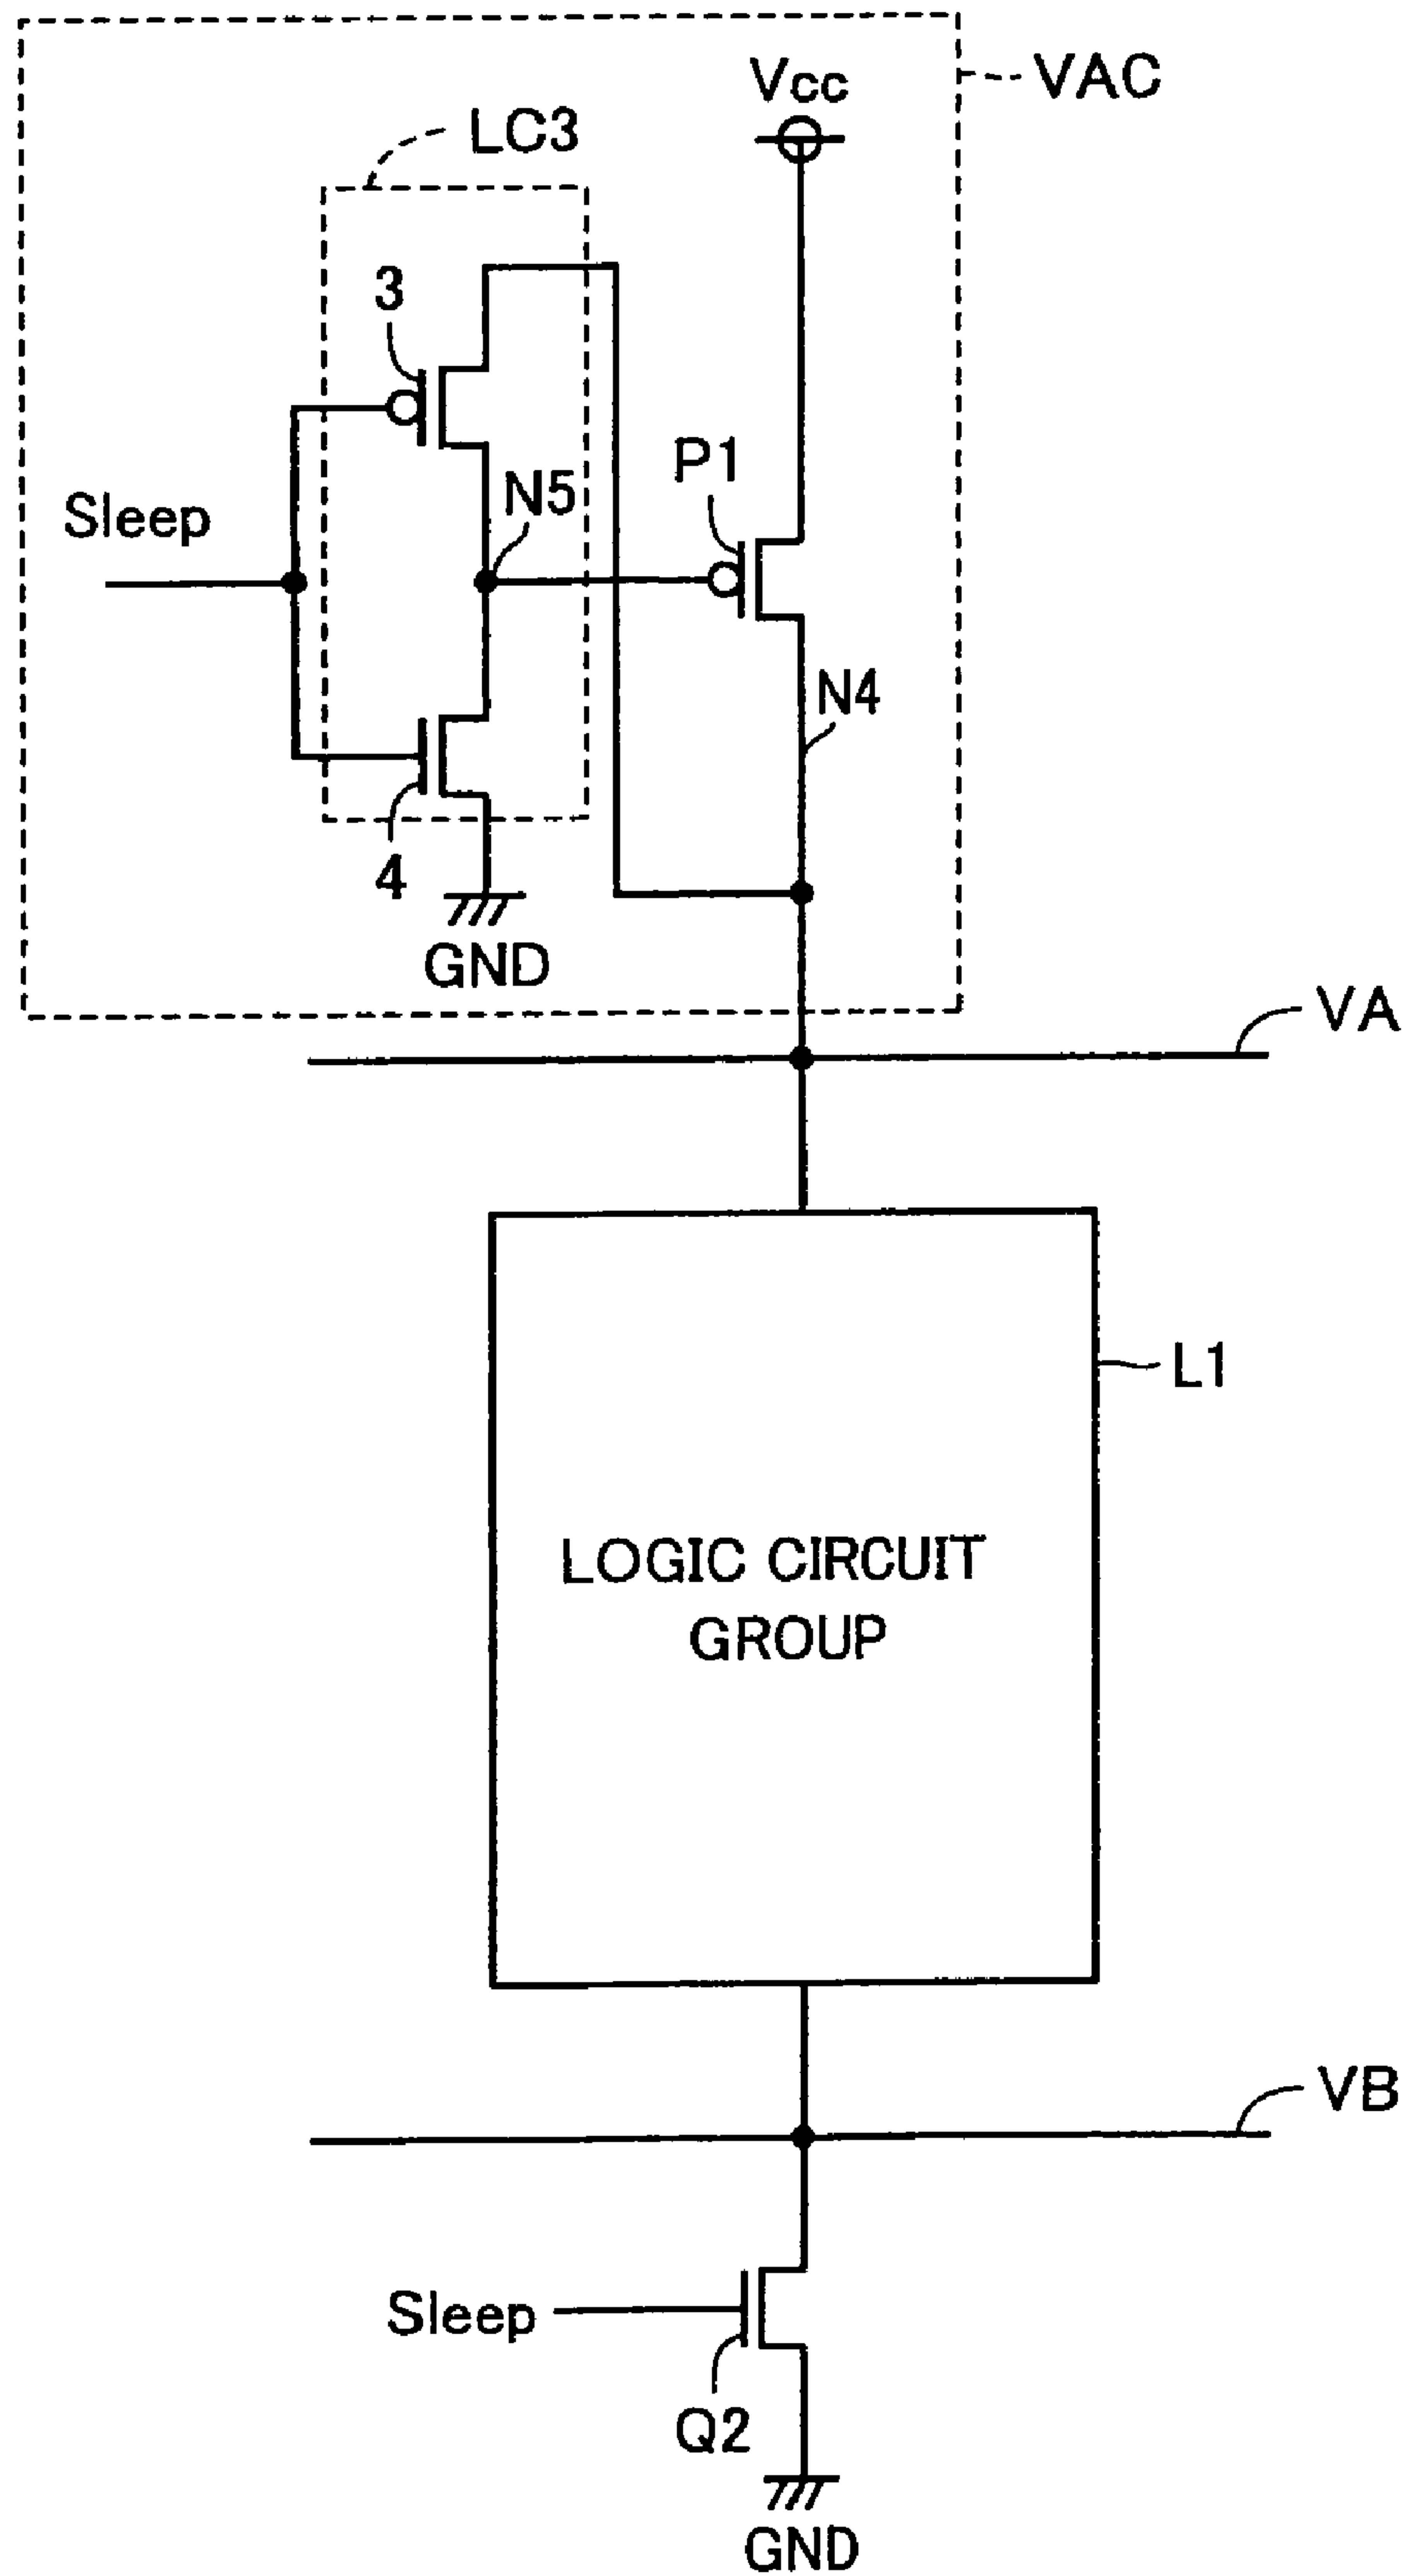 VAC
Vcc
LC3
3
P1
N5
Sleep
N4
4
GND
VA
L1
LOGIC CIRCUIT
GROUP
VB
Sleep
Q2
GND